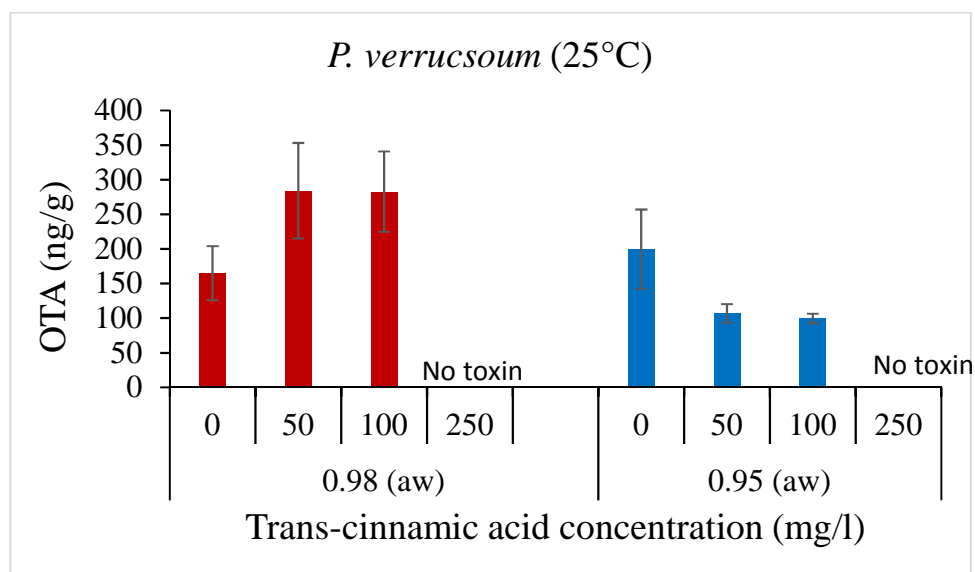 P. verrucsoum (25°C)
OTA (ng/g)
400
350
300
250
200
150
100
50
0
No toxin
No toxin
0 50 100 250 0 50 100 250
0.98 (aw) 0.95 (aw)
Trans-cinnamic acid concentration (mg/l)